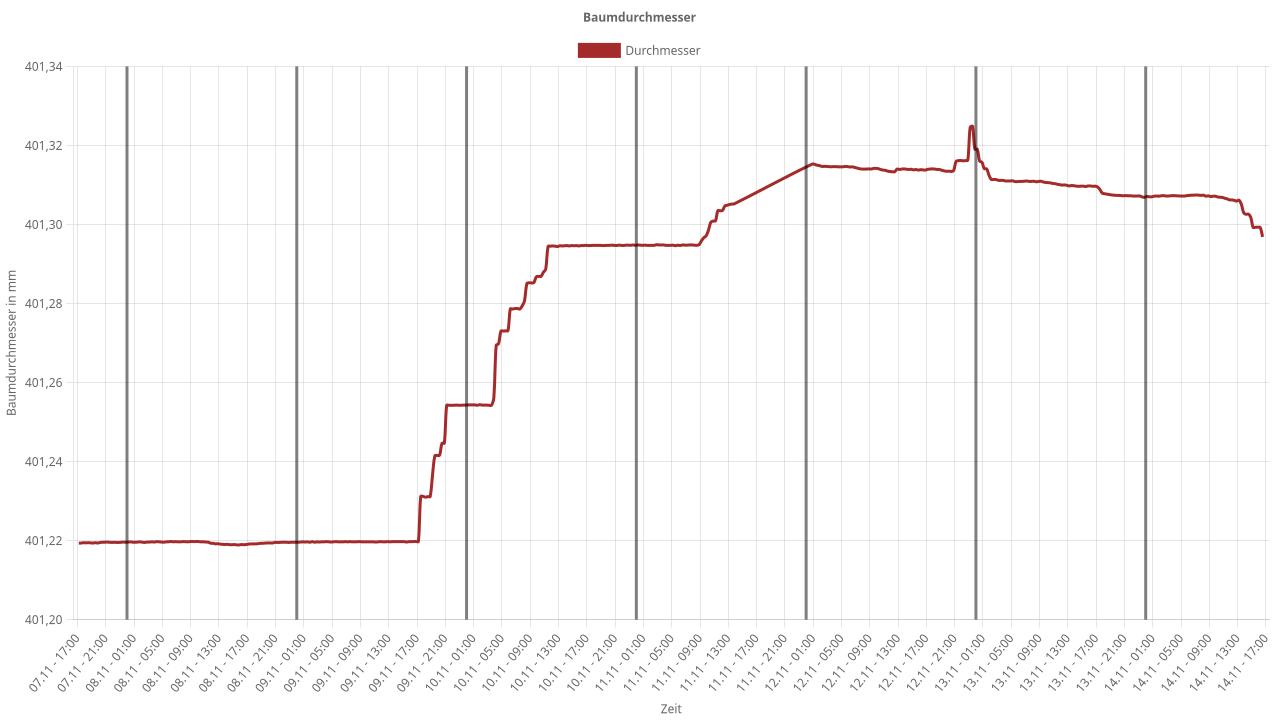 Baumdurchmesser
Durchmesser
401,34
401,32
401,30
401,28
401,26
401,24
401,22
401,20
Baumdurchmesser in mm
07.11 - 17:00
07.11 - 21:00
08.11 - 01:00
08.11 - 05:00
08.11 - 09:00
08.11 - 13:00
08.11 - 17:00
08.11 - 21:00
09.11 - 01:00
09.11 - 05:00
09.11 - 09:00
09.11 - 13:00
09.11 - 17:00
09.11 - 21:00
10.11 - 01:00
10.11 - 05:00
10.11 - 09:00
10.11 - 13:00
10.11 - 17:00
10.11 - 21:00
11.11 - 01:00
11.11 - 05:00
11.11 - 09:00
11.11 - 13:00
11.11 - 17:00
11.11 - 21:00
12.11 - 01:00
12.11 - 05:00
12.11 - 09:00
12.11 - 13:00
12.11 - 17:00
12.11 - 21:00
13.11 - 01:00
13.11 - 05:00
13.11 - 09:00
13.11 - 13:00
13.11 - 17:00
13.11 - 21:00
14.11 - 01:00
14.11 - 05:00
14.11 - 09:00
14.11 - 13:00
14.11 - 17:00
Zeit